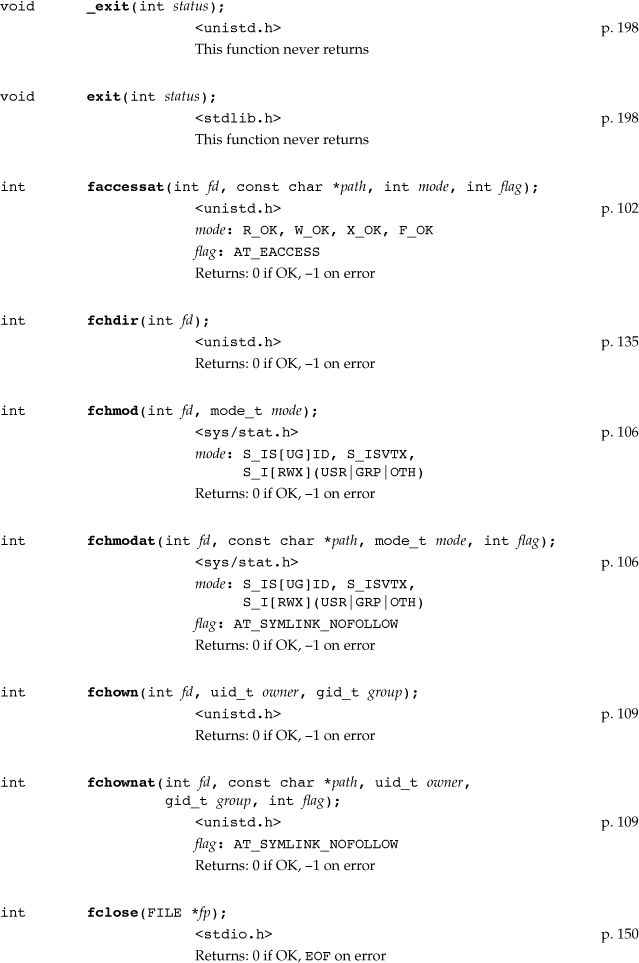 void _exit(int status);
<unistd.h> p. 198
This function never returns
void exit(int status);
<stdlib.h> p. 198
This function never returns
int faccessat(int fd, const char *path, int mode, int flag);
<unistd.h> p. 102
mode: R_OK, W_OK, X_OK, F_OK
flag: AT_EACCESS
Returns: 0 if OK, –1 on error
int fchdir(int fd);
<unistd.h> p. 135
Returns: 0 if OK, –1 on error
int fchmod(int fd, mode_t mode);
<sys/stat.h> p. 106
mode: S_IS[UG]ID, S_ISVTX,
S_I[RWX](USR|GRP|OTH)
Returns: 0 if OK, –1 on error
int fchmodat(int fd, const char *path, mode_t mode, int flag);
<sys/stat.h> p. 106
mode: S_IS[UG]ID, S_ISVTX,
S_I[RWX](USR|GRP|OTH)
flag: AT_SYMLINK_NOFOLLOW
Returns: 0 if OK, –1 on error
int fchown(int fd, uid_t owner, gid_t group);
<unistd.h> p. 109
Returns: 0 if OK, –1 on error
int fchownat(int fd, const char *path, uid_t owner,
gid_t group, int flag);
<unistd.h> p. 109
flag: AT_SYMLINK_NOFOLLOW
Returns: 0 if OK, –1 on error
int fclose(FILE *fp);
<stdio.h> p. 150
Returns: 0 if OK, EOF on error